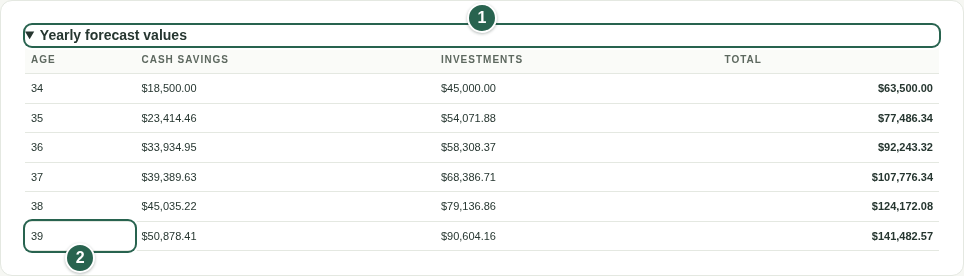 1
Yearly forecast values
AGE CASH SAVINGS INVESTMENTS TOTAL
34 $18,500.00 $45,000.00 $63,500.00
35 $23,414.46 $54,071.88 $77,486.34
36 $33,934.95 $58,308.37 $92,243.32
37 $39,389.63 $68,386.71 $107,776.34
38 $45,035.22 $79,136.86 $124,172.08
39 $50,878.41 $90,604.16 $141,482.57
2